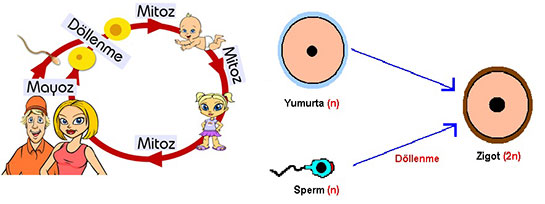 Mitoz
Döllenme
Mitoz
Mayoz
Mitoz
Yumurta (n)
Döllenme
Zigot (2n)
Sperm (n)